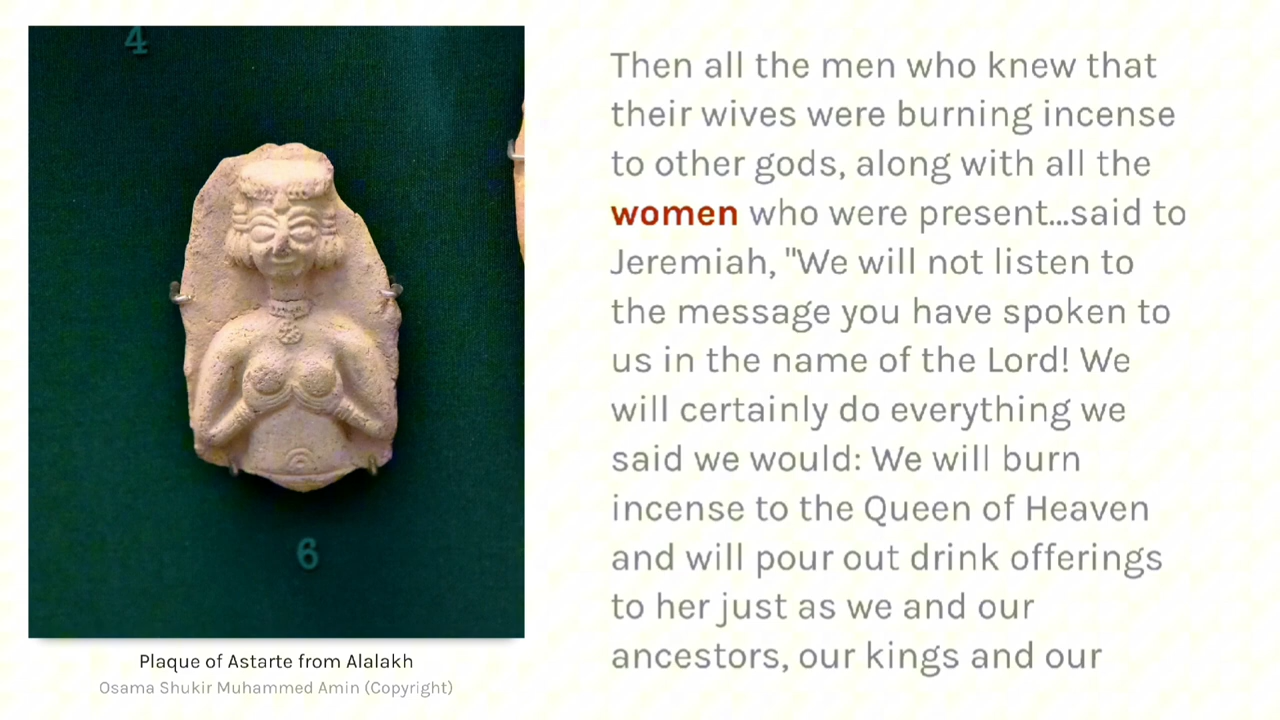 4
6
Plaque of Astarte from Alalakh
Osama Shukir Muhammed Amin (Copyright)
Then all the men who knew that
their wives were burning incense
to other gods, along with all the
women who were present...said to
Jeremiah, "We will not listen to
the message you have spoken to
us in the name of the Lord! We
will certainly do everything we
said we would: We will burn
incense to the Queen of Heaven
and will pour out drink offerings
to her just as we and our
ancestors, our kings and our